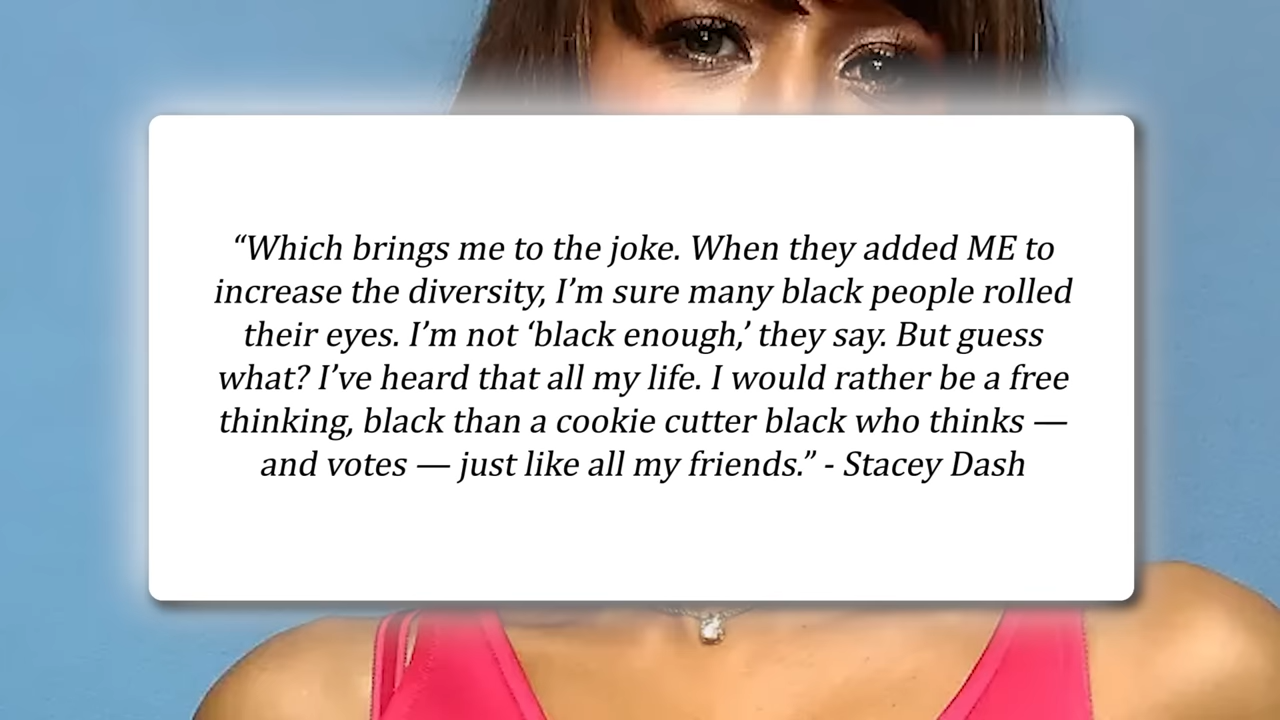 “Which brings me to the joke. When they added ME to
increase the diversity, I’m sure many black people rolled
their eyes. I’m not ‘black enough,’ they say. But guess
what? I’ve heard that all my life. I would rather be a free
thinking, black than a cookie cutter black who thinks —
and votes — just like all my friends.” - Stacey Dash